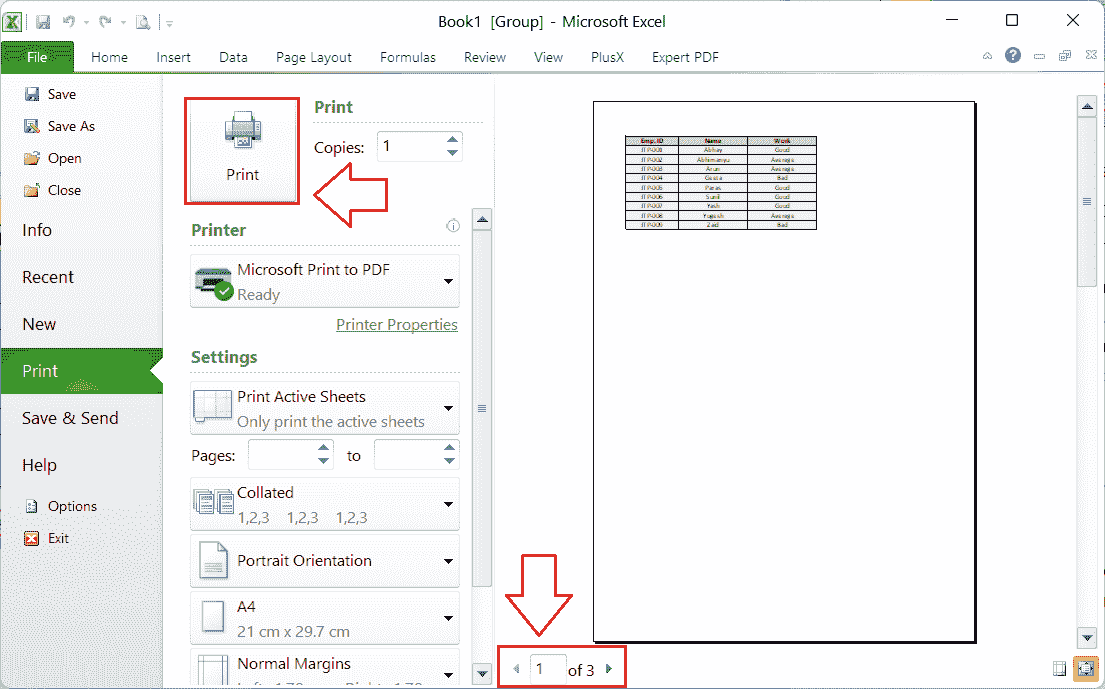 Book1 [Group] - Microsoft Excel
File Home Insert Data Page Layout Formulas Review View PlusX Expert PDF
Save
Save As
Open
Close
Info
Recent
New
Print
Save & Send
Help
Options
Exit
Print
Print
Copies: 1
Printer
Microsoft Print to PDF
Ready
Printer Properties
Settings
Print Active Sheets
Only print the active sheets
Pages: to
Collated
1,2,3 1,2,3 1,2,3
Portrait Orientation
A4
21 cm x 29.7 cm
Normal Margins
Emp. ID Name Work
ITP-001 Abhay Good
ITP-002 Abhimanyu Average
ITP-003 Arun Average
ITP-004 Geeta Bad
ITP-005 Paras Good
ITP-006 Sunil Good
ITP-007 Yash Good
ITP-008 Yogesh Average
ITP-009 Zaid Bad
1 of 3